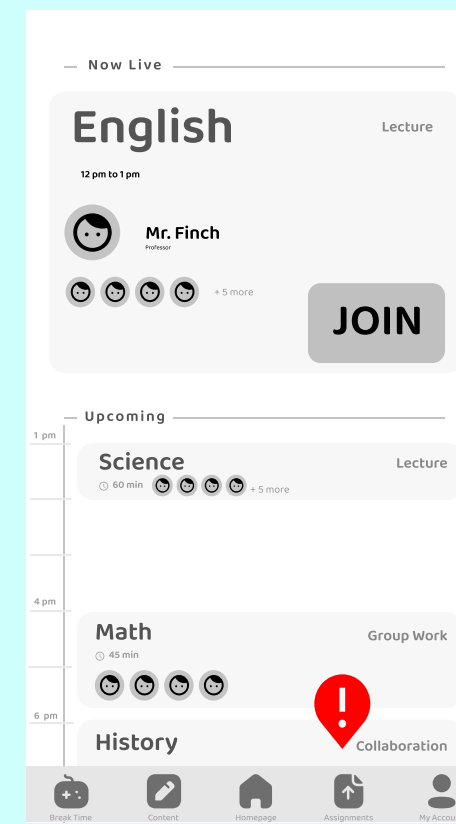 Now Live
English
Lecture
12 pm to 1 pm
Mr. Finch
Professor
+ 5 more
JOIN
Upcoming
1 pm
Science
Lecture
60 min
+ 5 more
4 pm
Math
Group Work
45 min
6 pm
!
History
Collaboration
Break Time
Content
Homepage
Assignments
My Accou